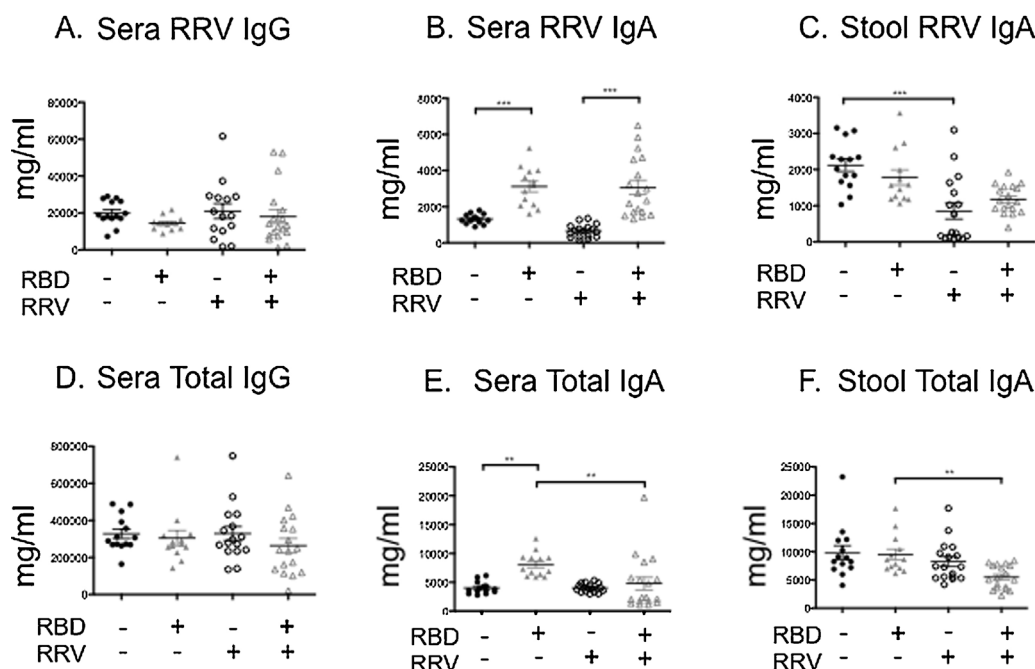 A. Sera RRV IgG
B. Sera RRV IgA
C. Stool RRV IgA
mg/ml
80000
60000
40000
20000
0
RBD - + - +
RRV - - + +
mg/ml
8000
6000
4000
2000
0
***
***
RBD - + - +
RRV - - + +
mg/ml
4000
3000
2000
1000
0
***
RBD - + - +
RRV - - + +
D. Sera Total IgG
E. Sera Total IgA
F. Stool Total IgA
mg/ml
800000
600000
400000
200000
0
RBD - + - +
RRV - - + +
mg/ml
25000
20000
15000
10000
5000
0
**
**
RBD - + - +
RRV - - + +
mg/ml
25000
20000
15000
10000
5000
0
**
RBD - + - +
RRV - - + +